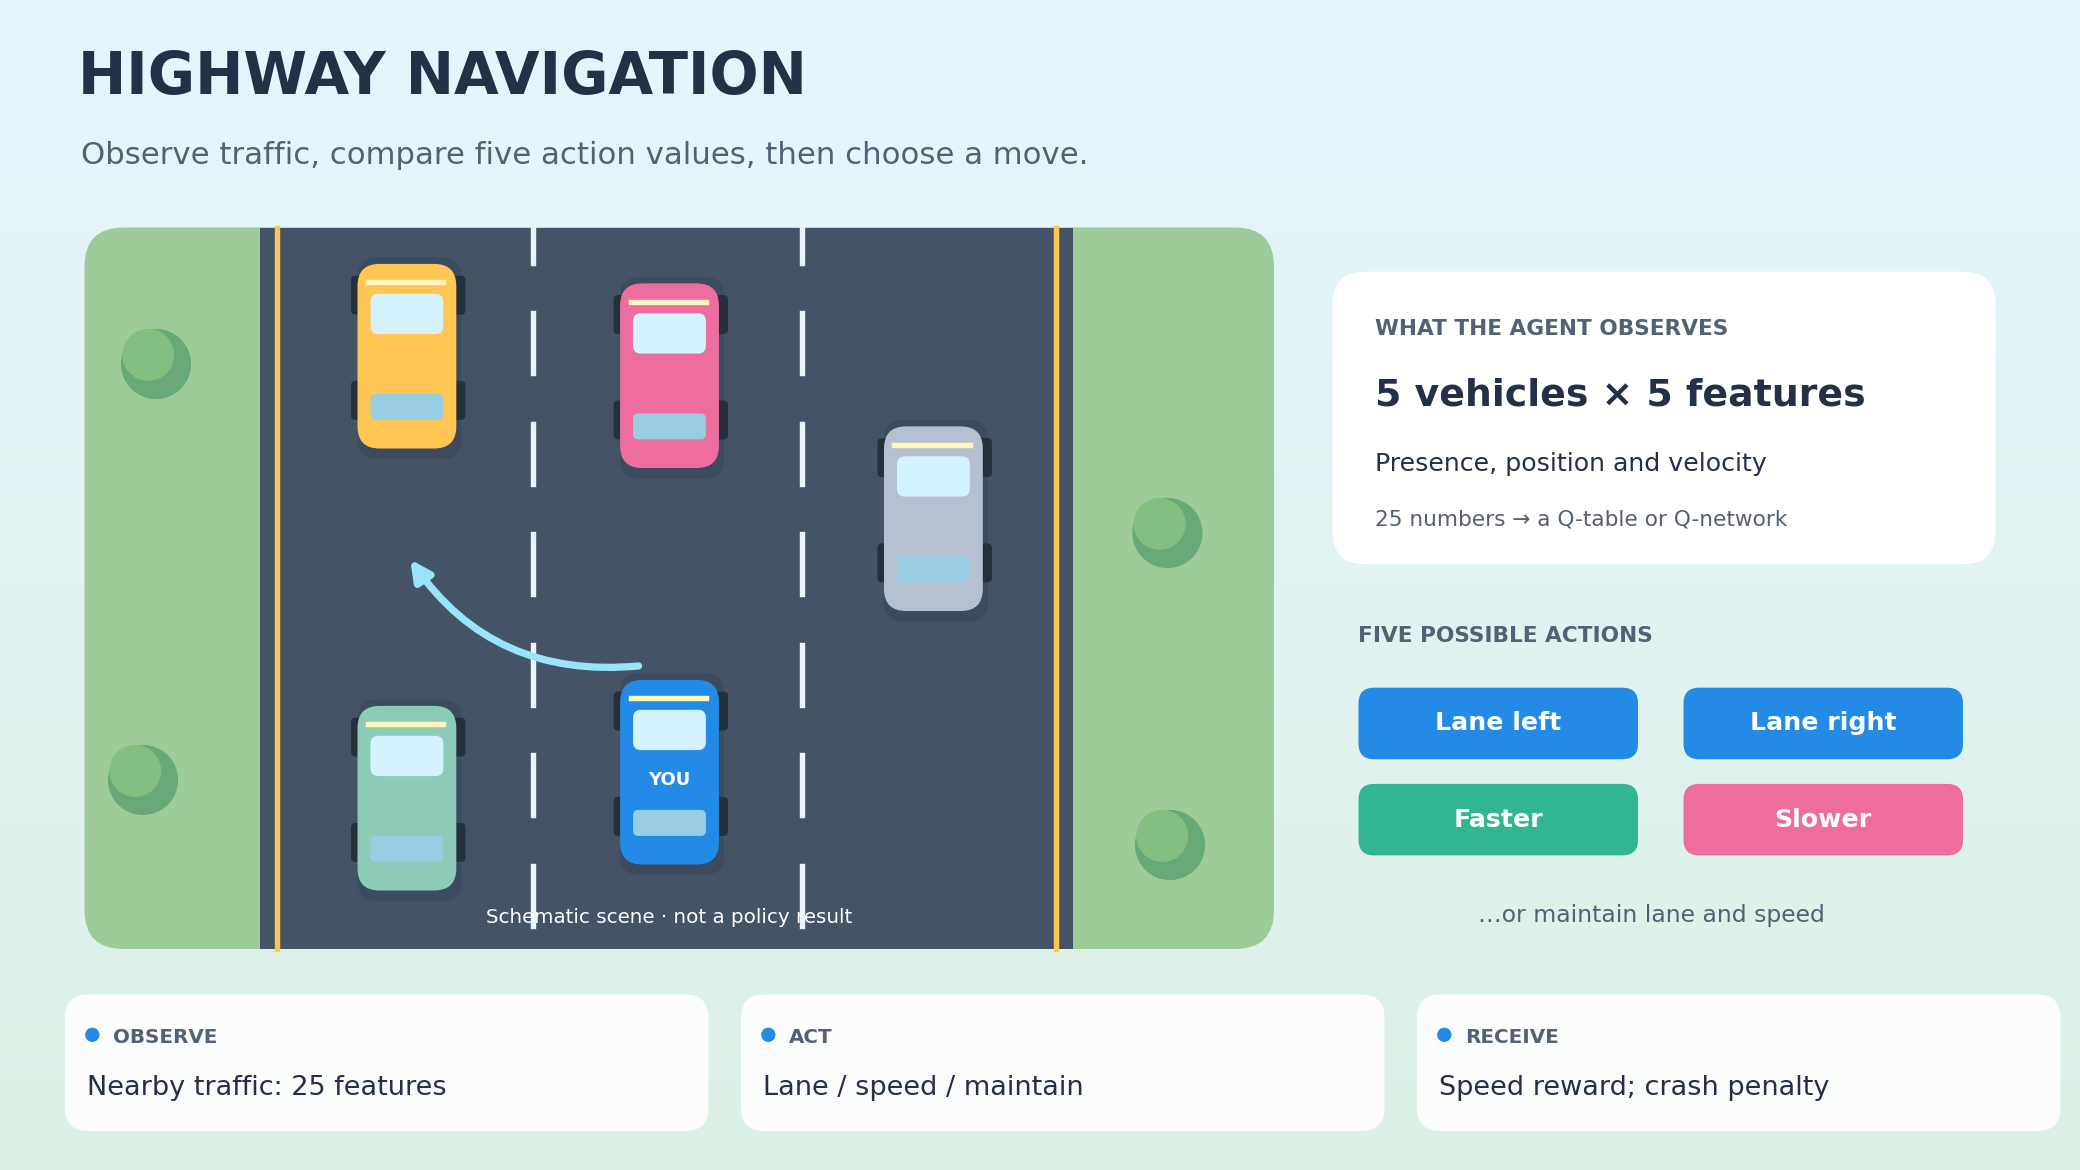 HIGHWAY NAVIGATION
Observe traffic, compare five action values, then choose a move.
YOU
Schematic scene · not a policy result
WHAT THE AGENT OBSERVES
5 vehicles × 5 features
Presence, position and velocity
25 numbers → a Q-table or Q-network
FIVE POSSIBLE ACTIONS
Lane left
Lane right
Faster
Slower
...or maintain lane and speed
OBSERVE
Nearby traffic: 25 features
ACT
Lane / speed / maintain
RECEIVE
Speed reward; crash penalty